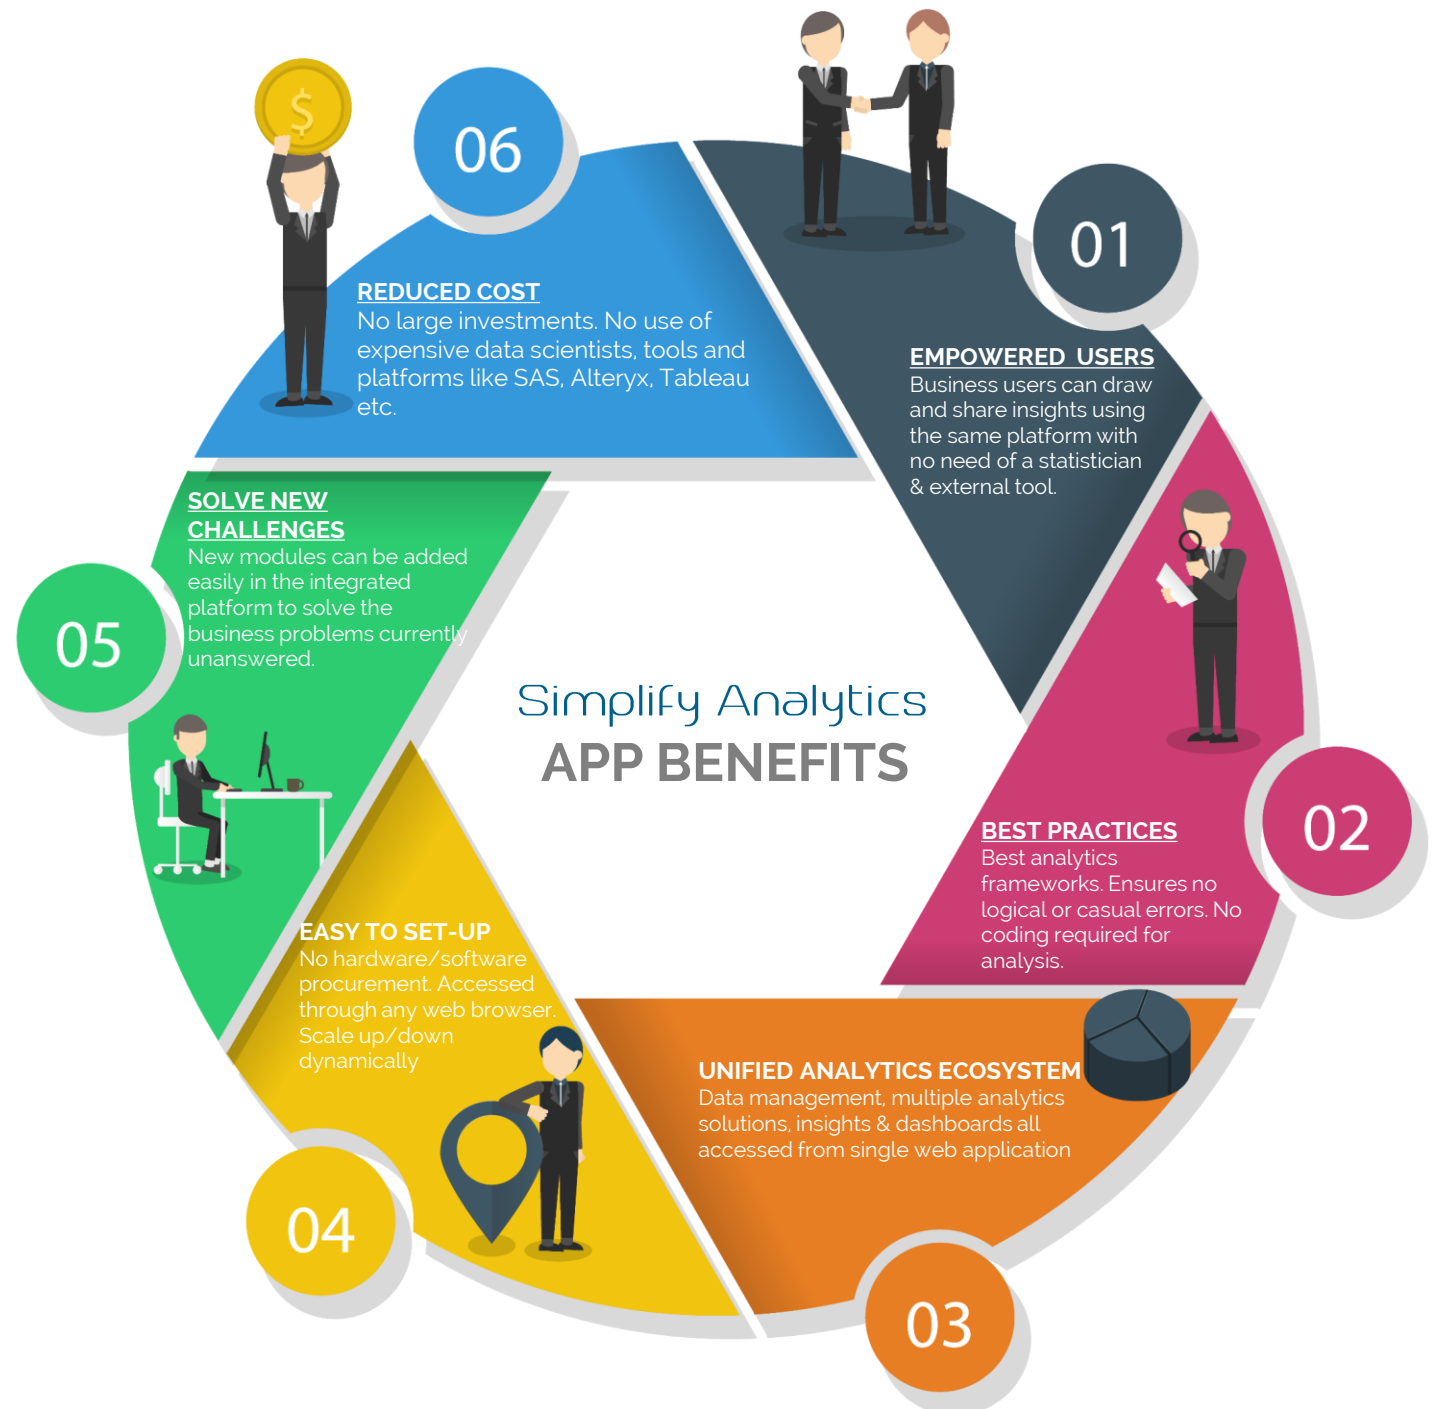 Simplify Analytics
APP BENEFITS
01
EMPOWERED USERS
Business users can draw
and share insights using
the same platform with
no need of a statistician
& external tool.
02
BEST PRACTICES
Best analytics
frameworks. Ensures no
logical or casual errors. No
coding required for
analysis.
03
UNIFIED ANALYTICS ECOSYSTEM
Data management, multiple analytics
solutions, insights & dashboards all
accessed from single web application
04
EASY TO SET-UP
No hardware/software
procurement. Accessed
through any web browser.
Scale up/down
dynamically
05
SOLVE NEW
CHALLENGES
New modules can be added
easily in the integrated
platform to solve the
business problems currently
unanswered.
06
REDUCED COST
No large investments. No use of
expensive data scientists, tools and
platforms like SAS, Alteryx, Tableau
etc.
$